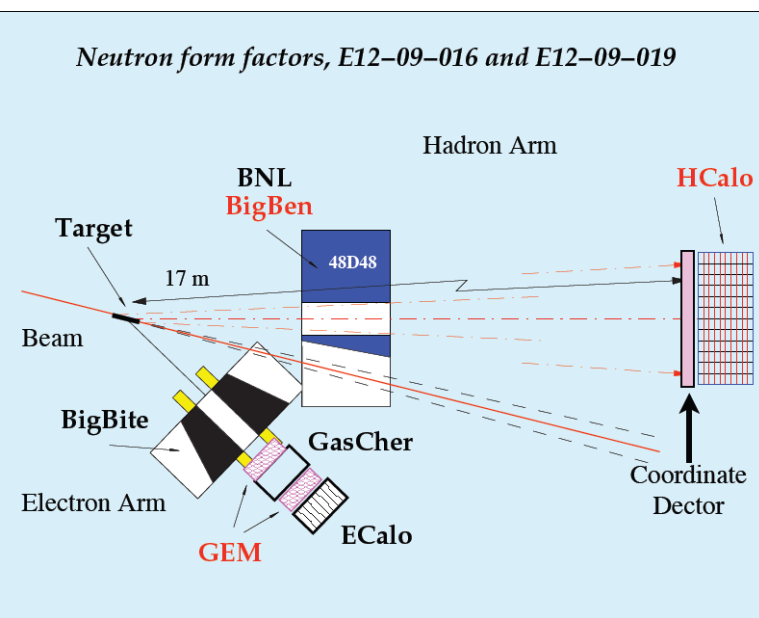 Neutron form factors, E12–09–016 and E12–09–019
Hadron Arm
BNL
BigBen
HCalo
Target
48D48
17 m
Beam
BigBite
GasCher
Electron Arm
Coordinate
Dector
ECalo
GEM